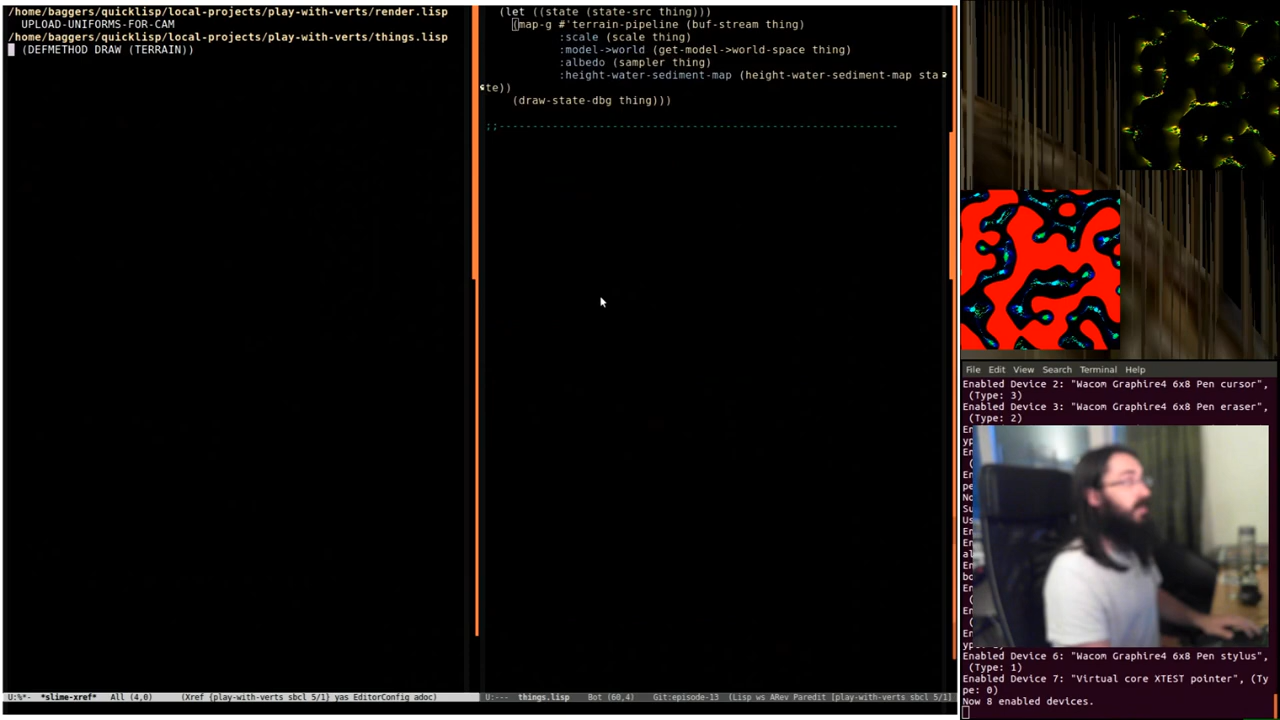 /home/baggers/quicklisp/local-projects/play-with-verts/render.lisp
UPLOAD-UNIFORMS-FOR-CAM
/home/baggers/quicklisp/local-projects/play-with-verts/things.lisp
(DEFMETHOD DRAW (TERRAIN))
U:%*- *slime-xref* All (4,0) (Xref {play-with-verts sbcl 5/1} yas EditorConfig adoc)
(let ((state (state-src thing)))
(map-g #'terrain-pipeline (buf-stream thing)
:scale (scale thing)
:model->world (get-model->world-space thing)
:albedo (sampler thing)
:height-water-sediment-map (height-water-sediment-map sta
te))
(draw-state-dbg thing)))
;;---------------------------------------------------------
U:--- things.lisp Bot (60,4) Git:episode-13 (Lisp ws ARev Paredit [play-with-verts sbcl 5/1]
File Edit View Search Terminal Help
Enabled Device 2: "Wacom Graphire4 6x8 Pen cursor",
(Type: 3)
Enabled Device 3: "Wacom Graphire4 6x8 Pen eraser",
(Type: 2)
Enabled Device 6: "Wacom Graphire4 6x8 Pen stylus",
(Type: 1)
Enabled Device 7: "Virtual core XTEST pointer", (Ty
pe: 0)
Now 8 enabled devices.